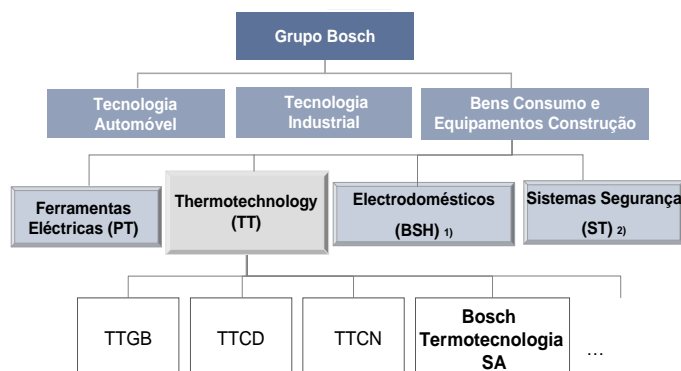 Grupo Bosch
Tecnologia
Automóvel
Tecnologia
Industrial
Bens Consumo e
Equipamentos Construção
Ferramentas
Eléctricas (PT)
Thermotechnology
(TT)
Electrodomésticos
(BSH) 1)
Sistemas Segurança
(ST) 2)
TTGB
TTCD
TTCN
Bosch
Termotecnologia
SA
...